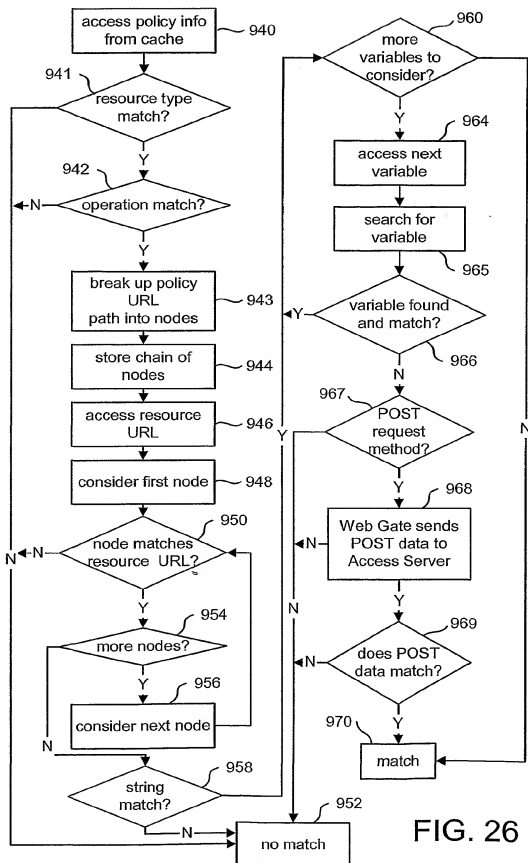 access policy info
from cache
940
941
resource type
match?
Y
942
N
operation match?
Y
break up policy
URL
path into nodes
943
store chain of
nodes
944
access resource
URL
946
consider first node
948
950
node matches
resource URL?
N
N
Y
954
more nodes?
Y
956
consider next node
N
958
string
match?
N
960
more
variables to
consider?
Y
964
access next
variable
search for
variable
965
Y
variable found
and match?
966
N
967
POST
request
method?
Y
Y
N
968
Web Gate sends
POST data to
Access Server
N
Y
N
969
does POST
data match?
N
Y
970
match
952
no match
FIG. 26